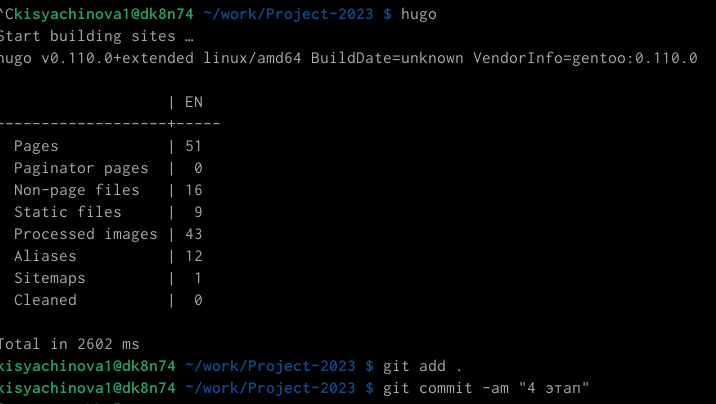 ^Ckisyachinova1@dk8n74 ~/work/Project-2023 $ hugo
Start building sites …
hugo v0.110.0+extended linux/amd64 BuildDate=unknown VendorInfo=gentoo:0.110.0
| EN
-------------------+-----
Pages | 51
Paginator pages | 0
Non-page files | 16
Static files | 9
Processed images | 43
Aliases | 12
Sitemaps | 1
Cleaned | 0
Total in 2602 ms
kisyachinova1@dk8n74 ~/work/Project-2023 $ git add .
kisyachinova1@dk8n74 ~/work/Project-2023 $ git commit -am "4 этап"